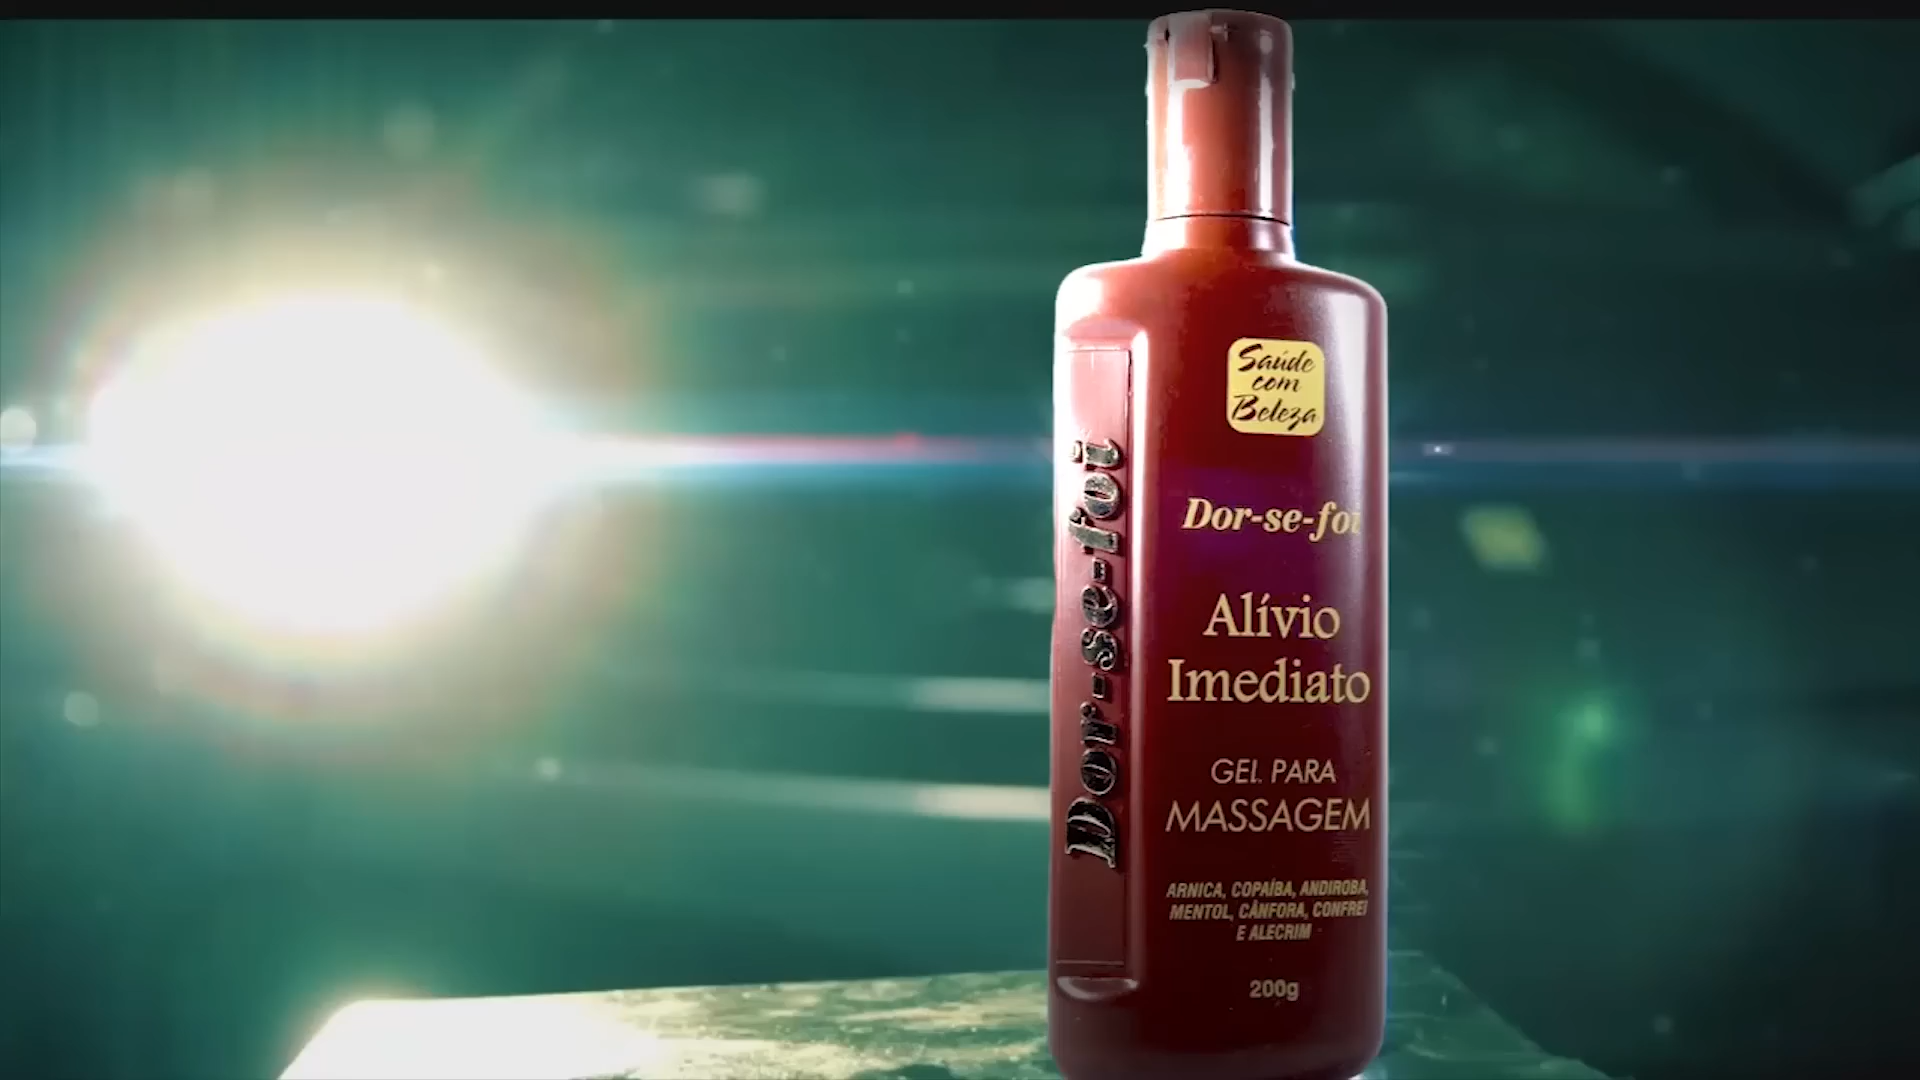 Saúde
com
Beleza
Dor-se-foi
Dor-se-foi
Alívio
Imediato
GEL PARA
MASSAGEM
ARNICA, COPAÍBA, ANDIROBA,
MENTOL, CÂNFORA, CONFREI
E ALECRIM
200g